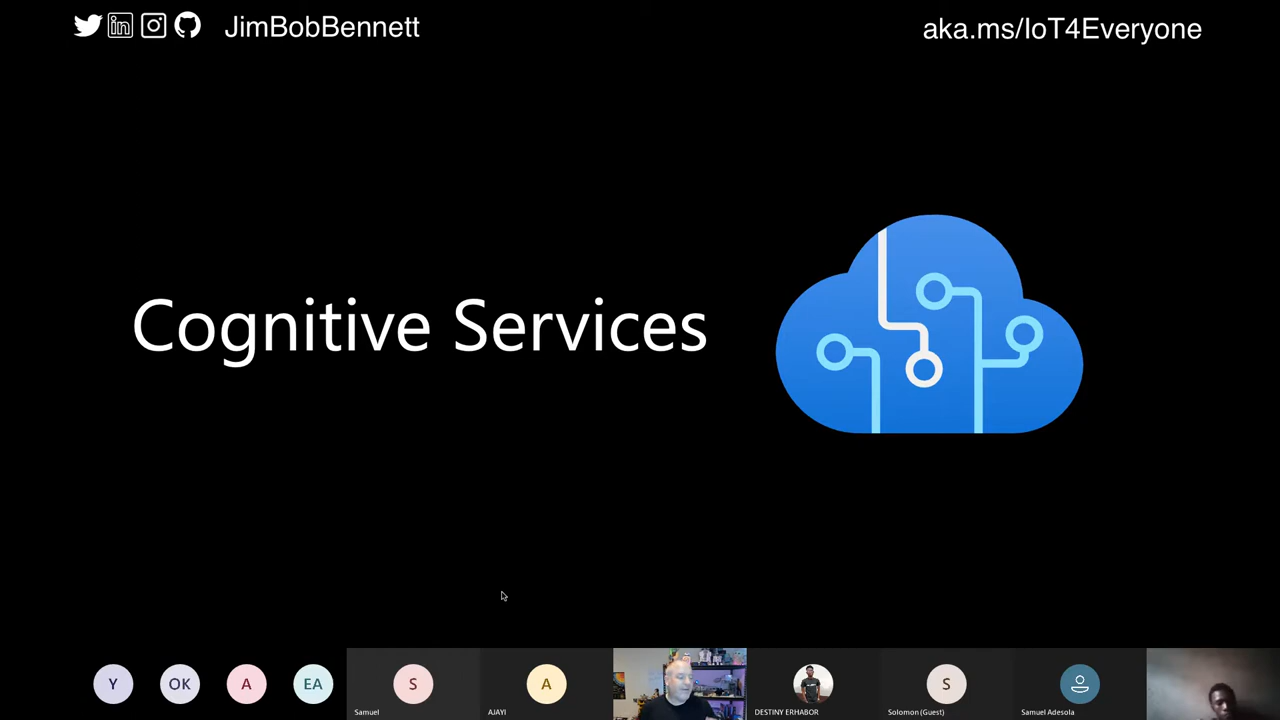 JimBobBennett
aka.ms/IoT4Everyone
Cognitive Services
Y
OK
A
EA
S
Samuel
A
AJAYI
DESTINY ERHABOR
S
Solomon (Guest)
Samuel Adesola